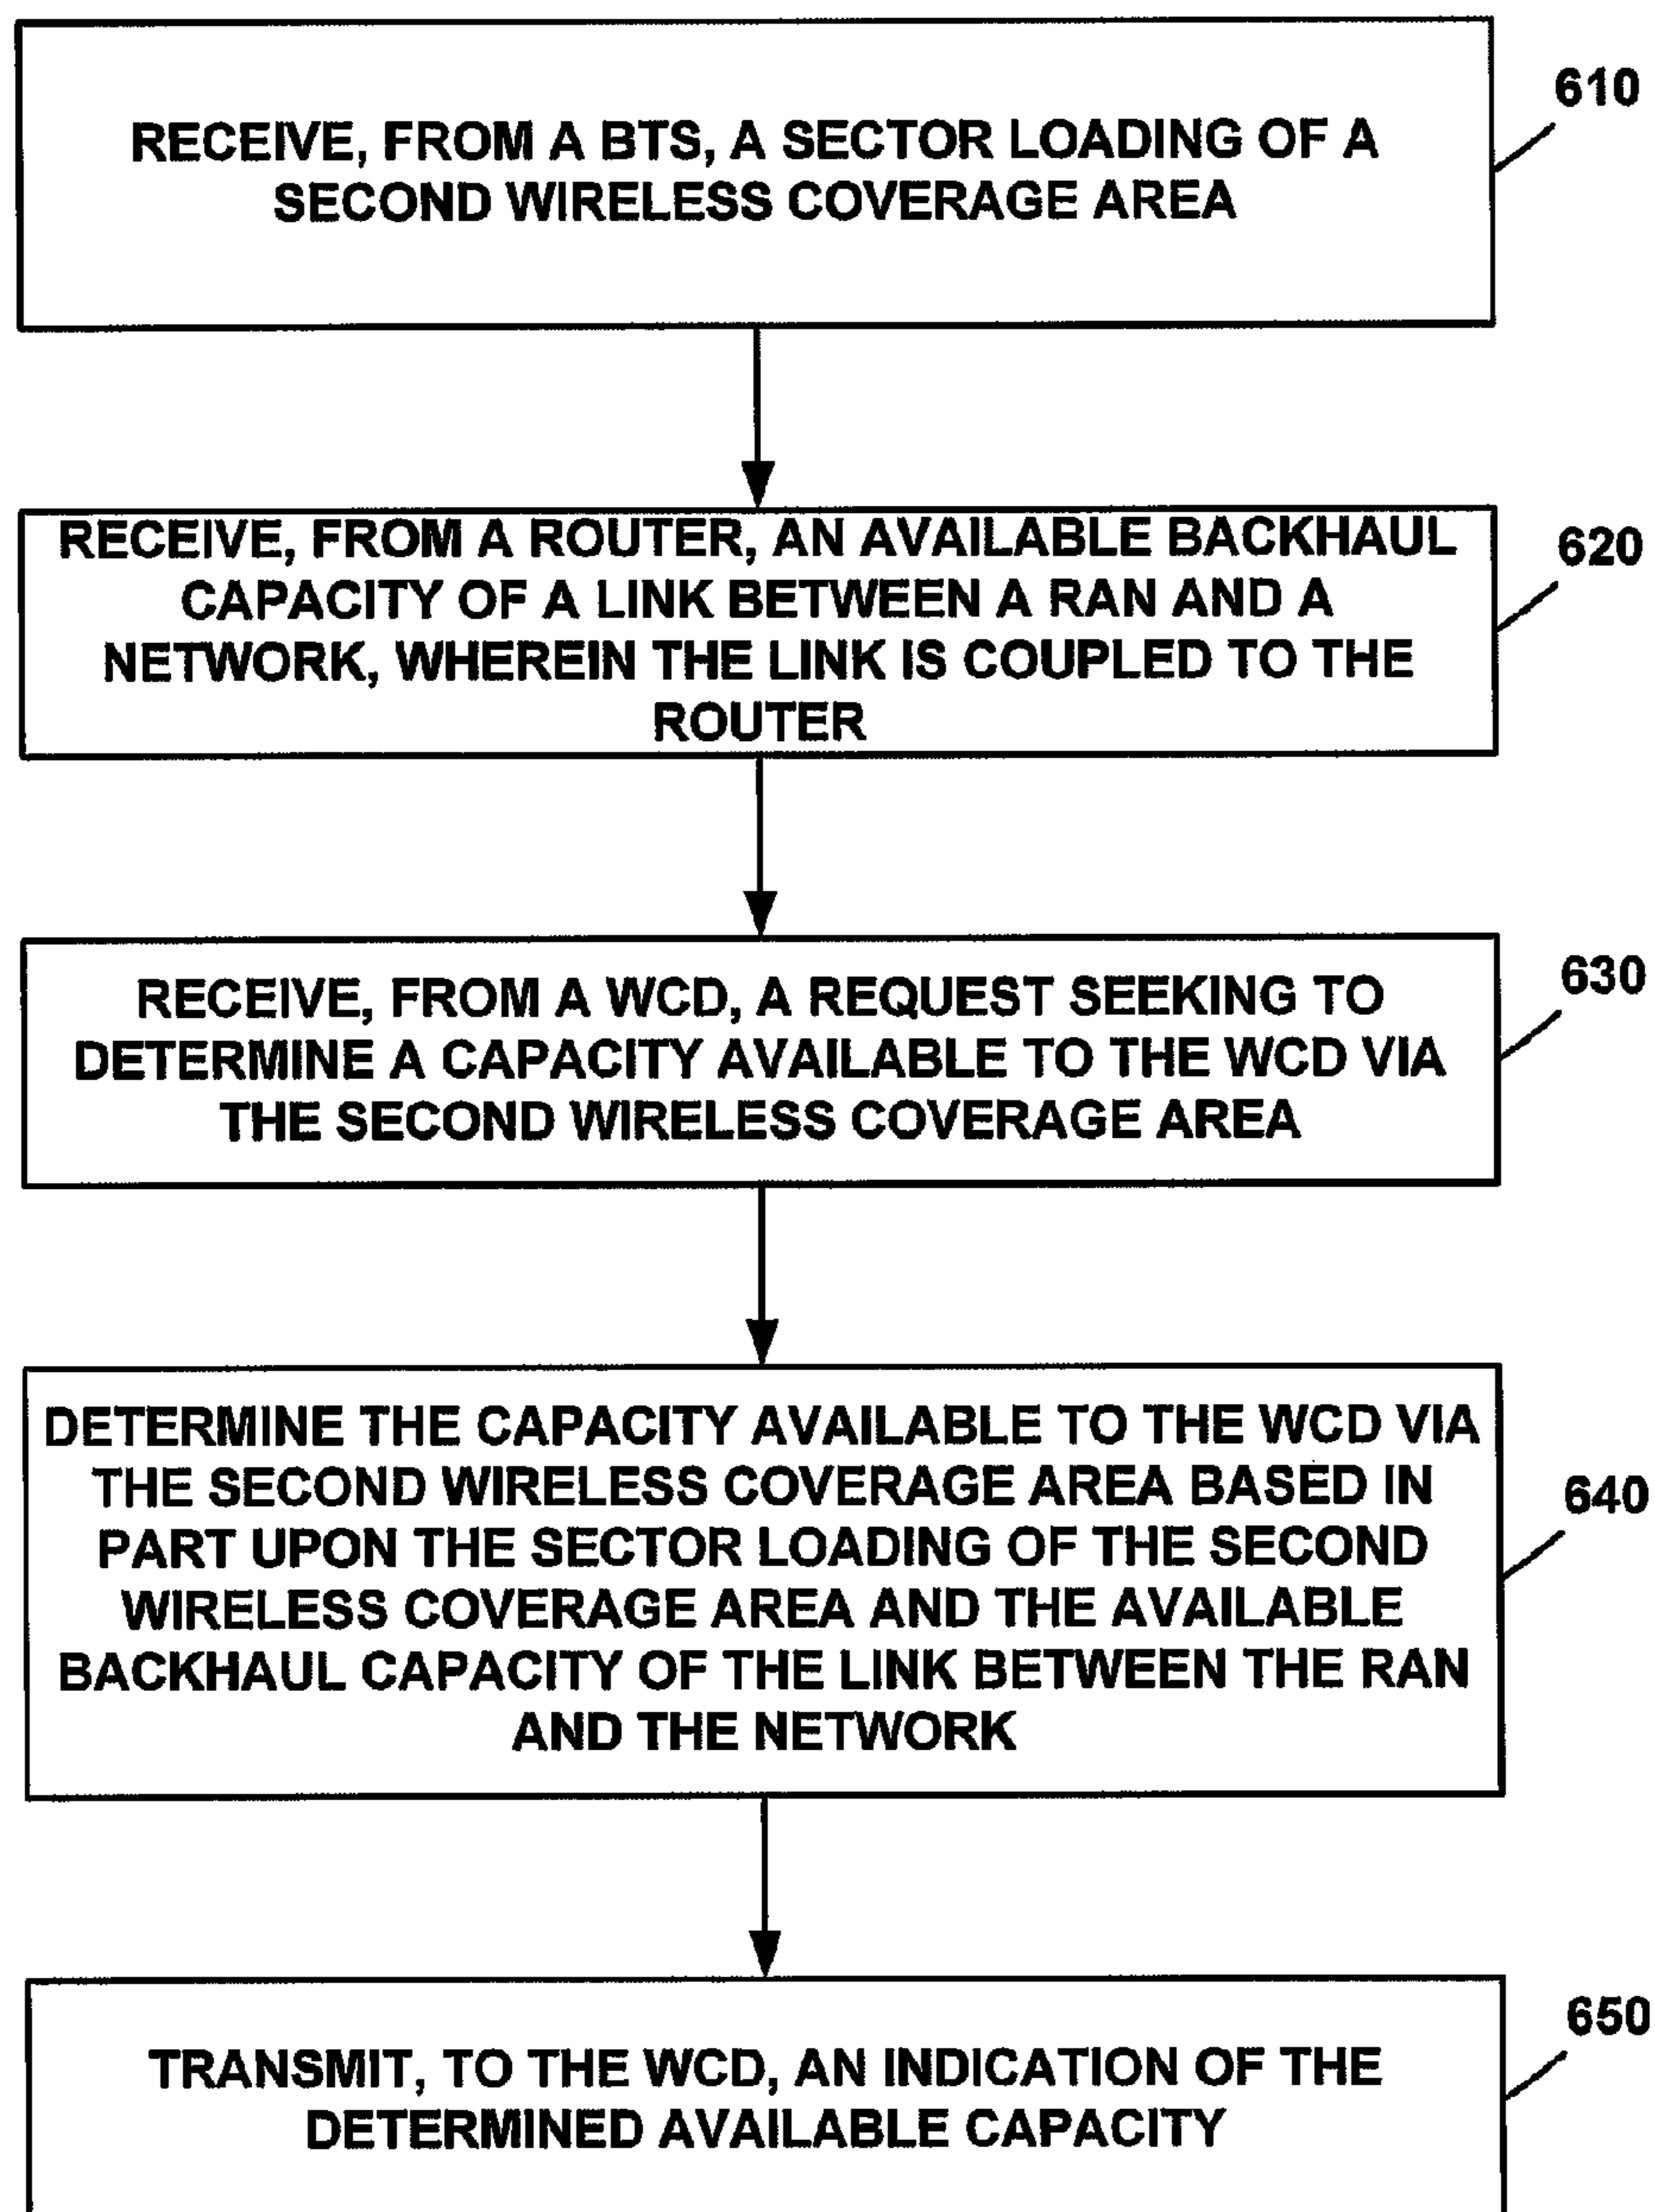 RECEIVE, FROM A BTS, A SECTOR LOADING OF A
SECOND WIRELESS COVERAGE AREA
610
RECEIVE, FROM A ROUTER, AN AVAILABLE BACKHAUL
CAPACITY OF A LINK BETWEEN A RAN AND A
NETWORK, WHEREIN THE LINK IS COUPLED TO THE
ROUTER
620
RECEIVE, FROM A WCD, A REQUEST SEEKING TO
DETERMINE A CAPACITY AVAILABLE TO THE WCD VIA
THE SECOND WIRELESS COVERAGE AREA
630
DETERMINE THE CAPACITY AVAILABLE TO THE WCD VIA
THE SECOND WIRELESS COVERAGE AREA BASED IN
PART UPON THE SECTOR LOADING OF THE SECOND
WIRELESS COVERAGE AREA AND THE AVAILABLE
BACKHAUL CAPACITY OF THE LINK BETWEEN THE RAN
AND THE NETWORK
640
TRANSMIT, TO THE WCD, AN INDICATION OF THE
DETERMINED AVAILABLE CAPACITY
650